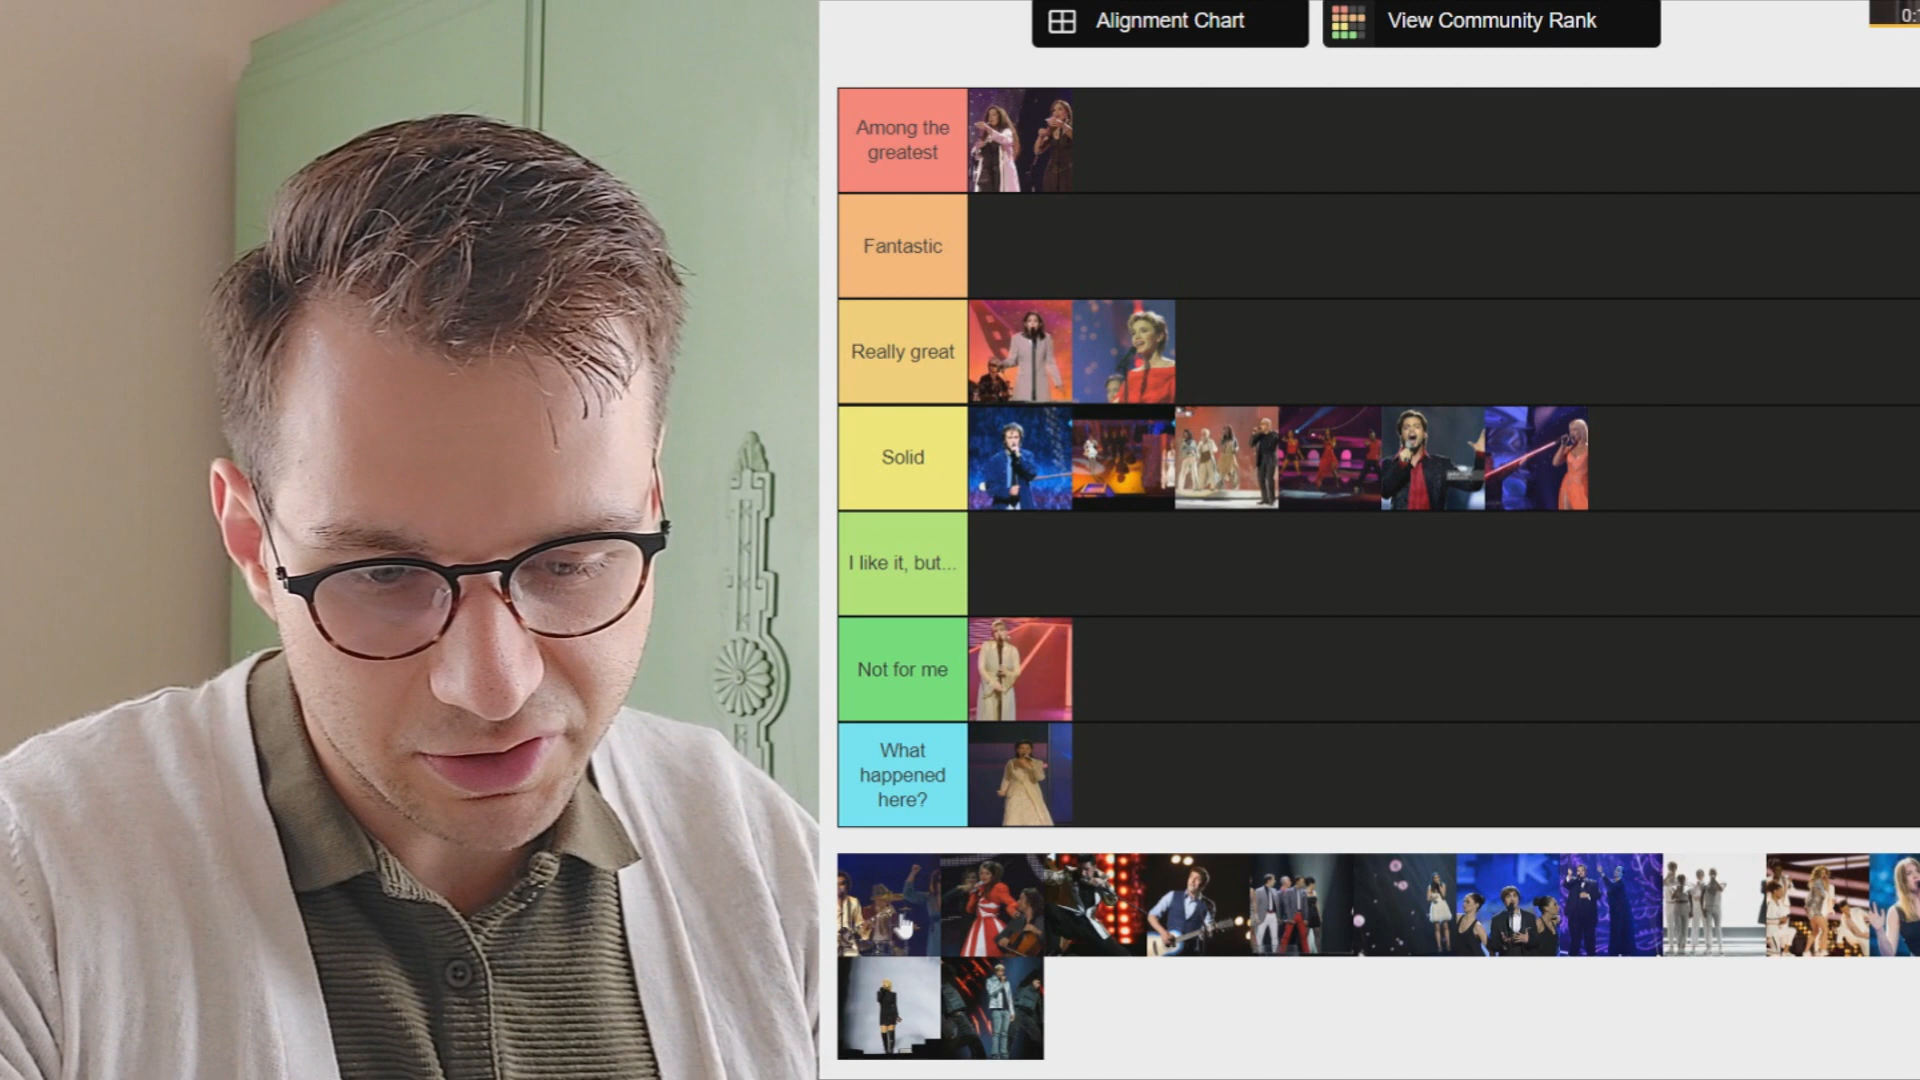 Alignment Chart
View Community Rank
0:
Among the
greatest
Fantastic
Really great
Solid
I like it, but...
Not for me
What
happened
here?
K